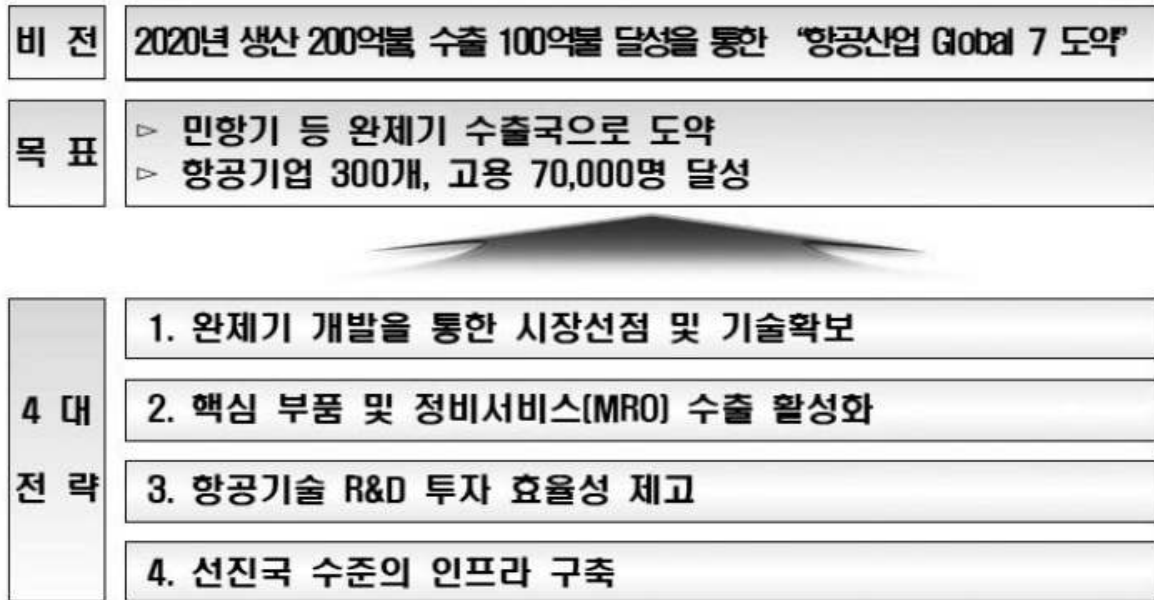 비 전
2020년 생산 200억불, 수출 100억불 달성을 통한 “항공산업 Global 7 도약”
목 표
▷ 민항기 등 완제기 수출국으로 도약
▷ 항공기업 300개, 고용 70,000명 달성
4 대
전 략
1. 완제기 개발을 통한 시장선점 및 기술확보
2. 핵심 부품 및 정비서비스(MRO) 수출 활성화
3. 항공기술 R&D 투자 효율성 제고
4. 선진국 수준의 인프라 구축